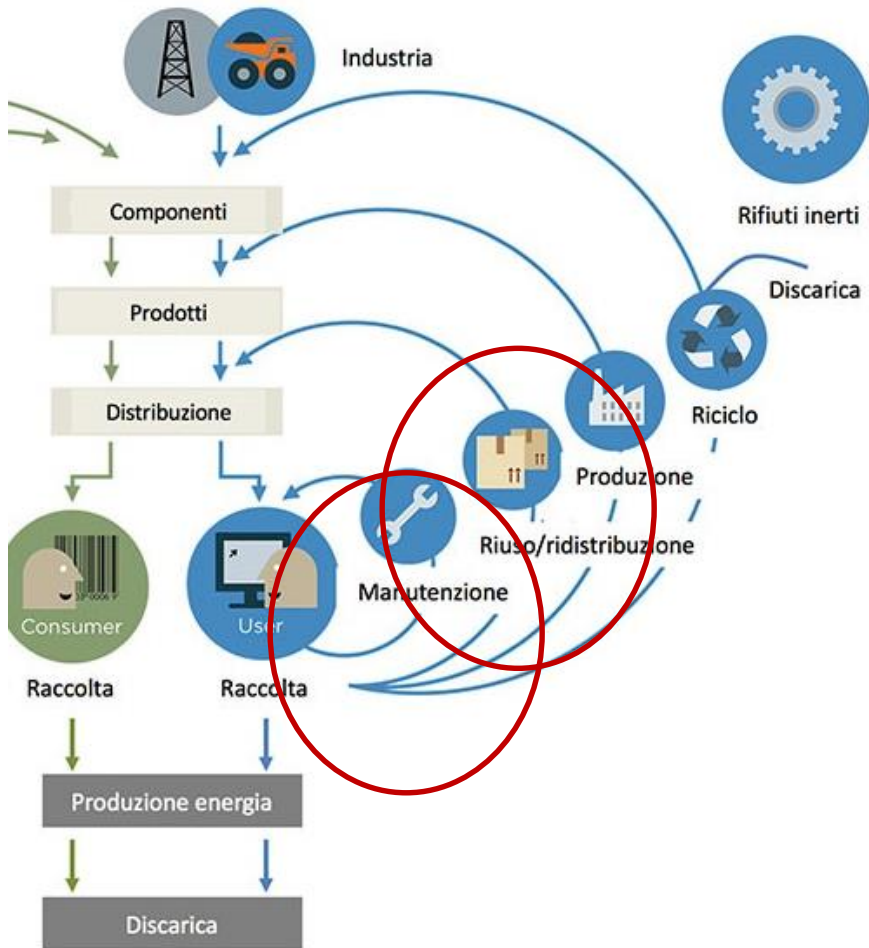 Industria
Componenti
Rifiuti inerti
Prodotti
Discarica
Distribuzione
Riciclo
Produzione
Riuso/ridistribuzione
Manutenzione
Consumer
User
Raccolta
Raccolta
Produzione energia
Discarica